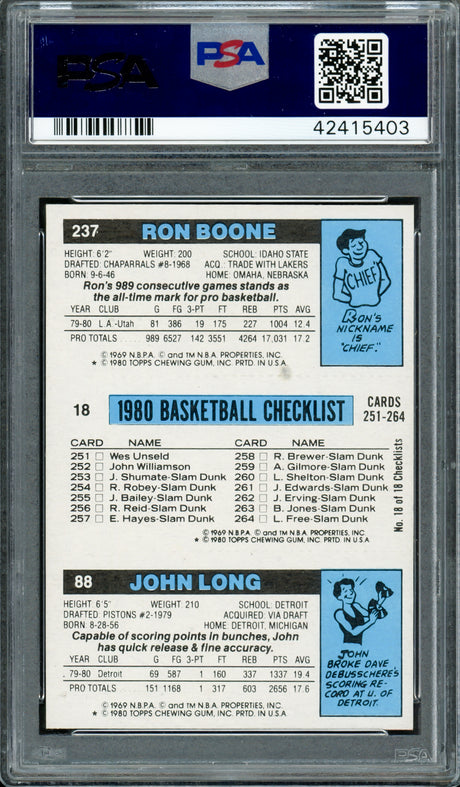 PSA
PSA
42415403
237 RON BOONE
HEIGHT: 6'2" WEIGHT: 200 SCHOOL: IDAHO STATE
DRAFTED: CHAPARRALS #8-1968 ACQ.: TRADE WITH LAKERS
BORN: 9-6-46 HOME: OMAHA, NEBRASKA
Ron's 989 consecutive games stands as
the all-time mark for pro basketball.
YEAR CLUB G FG 3-PT FT REB PTS AVG
79-80 L.A.-Utah 81 386 19 175 227 1004 12.4
PRO TOTALS ..... 989 6527 142 3551 4264 17,031 17.2
© 1969 N.B.P.A. © and TM N.B.A. PROPERTIES, INC.
★ © 1980 TOPPS CHEWING GUM, INC. PRTD. IN U.S.A.
CHIEF
RON'S
NICKNAME
IS
"CHIEF."
18 1980 BASKETBALL CHECKLIST CARDS
251-264
CARD NAME CARD NAME
251 □ Wes Unseld 258 □ R. Brewer-Slam Dunk
252 □ John Williamson 259 □ A. Gilmore-Slam Dunk
253 □ J. Shumate-Slam Dunk 260 □ L. Shelton-Slam Dunk
254 □ R. Robey-Slam Dunk 261 □ J. Edwards-Slam Dunk
255 □ J. Bailey-Slam Dunk 262 □ J. Erving-Slam Dunk
256 □ R. Reid-Slam Dunk 263 □ B. Jones-Slam Dunk
257 □ E. Hayes-Slam Dunk 264 □ L. Free-Slam Dunk
No. 18 of 18 Checklists
© 1969 N.B.P.A. © and TM N.B.A. PROPERTIES, INC.
★ © 1980 TOPPS CHEWING GUM, INC. PRTD. IN U.S.A.
88 JOHN LONG
HEIGHT: 6'5" WEIGHT: 210 SCHOOL: DETROIT
DRAFTED: PISTONS #2-1979 ACQUIRED: VIA DRAFT
BORN: 8-28-56 HOME: DETROIT, MICHIGAN
Capable of scoring points in bunches, John
has quick release & fine accuracy.
YEAR CLUB G FG 3-PT FT REB PTS AVG
79-80 Detroit 69 587 1 160 337 1337 19.4
PRO TOTALS 151 1168 1 317 603 2656 17.6
© 1969 N.B.P.A. © and TM N.B.A. PROPERTIES, INC.
★ © 1980 TOPPS CHEWING GUM, INC. PRTD. IN U.S.A.
JOHN
BROKE DAVE
DEBUSSCHERE'S
SCORING RE-
CORD AT U. OF
DETROIT.
PSA